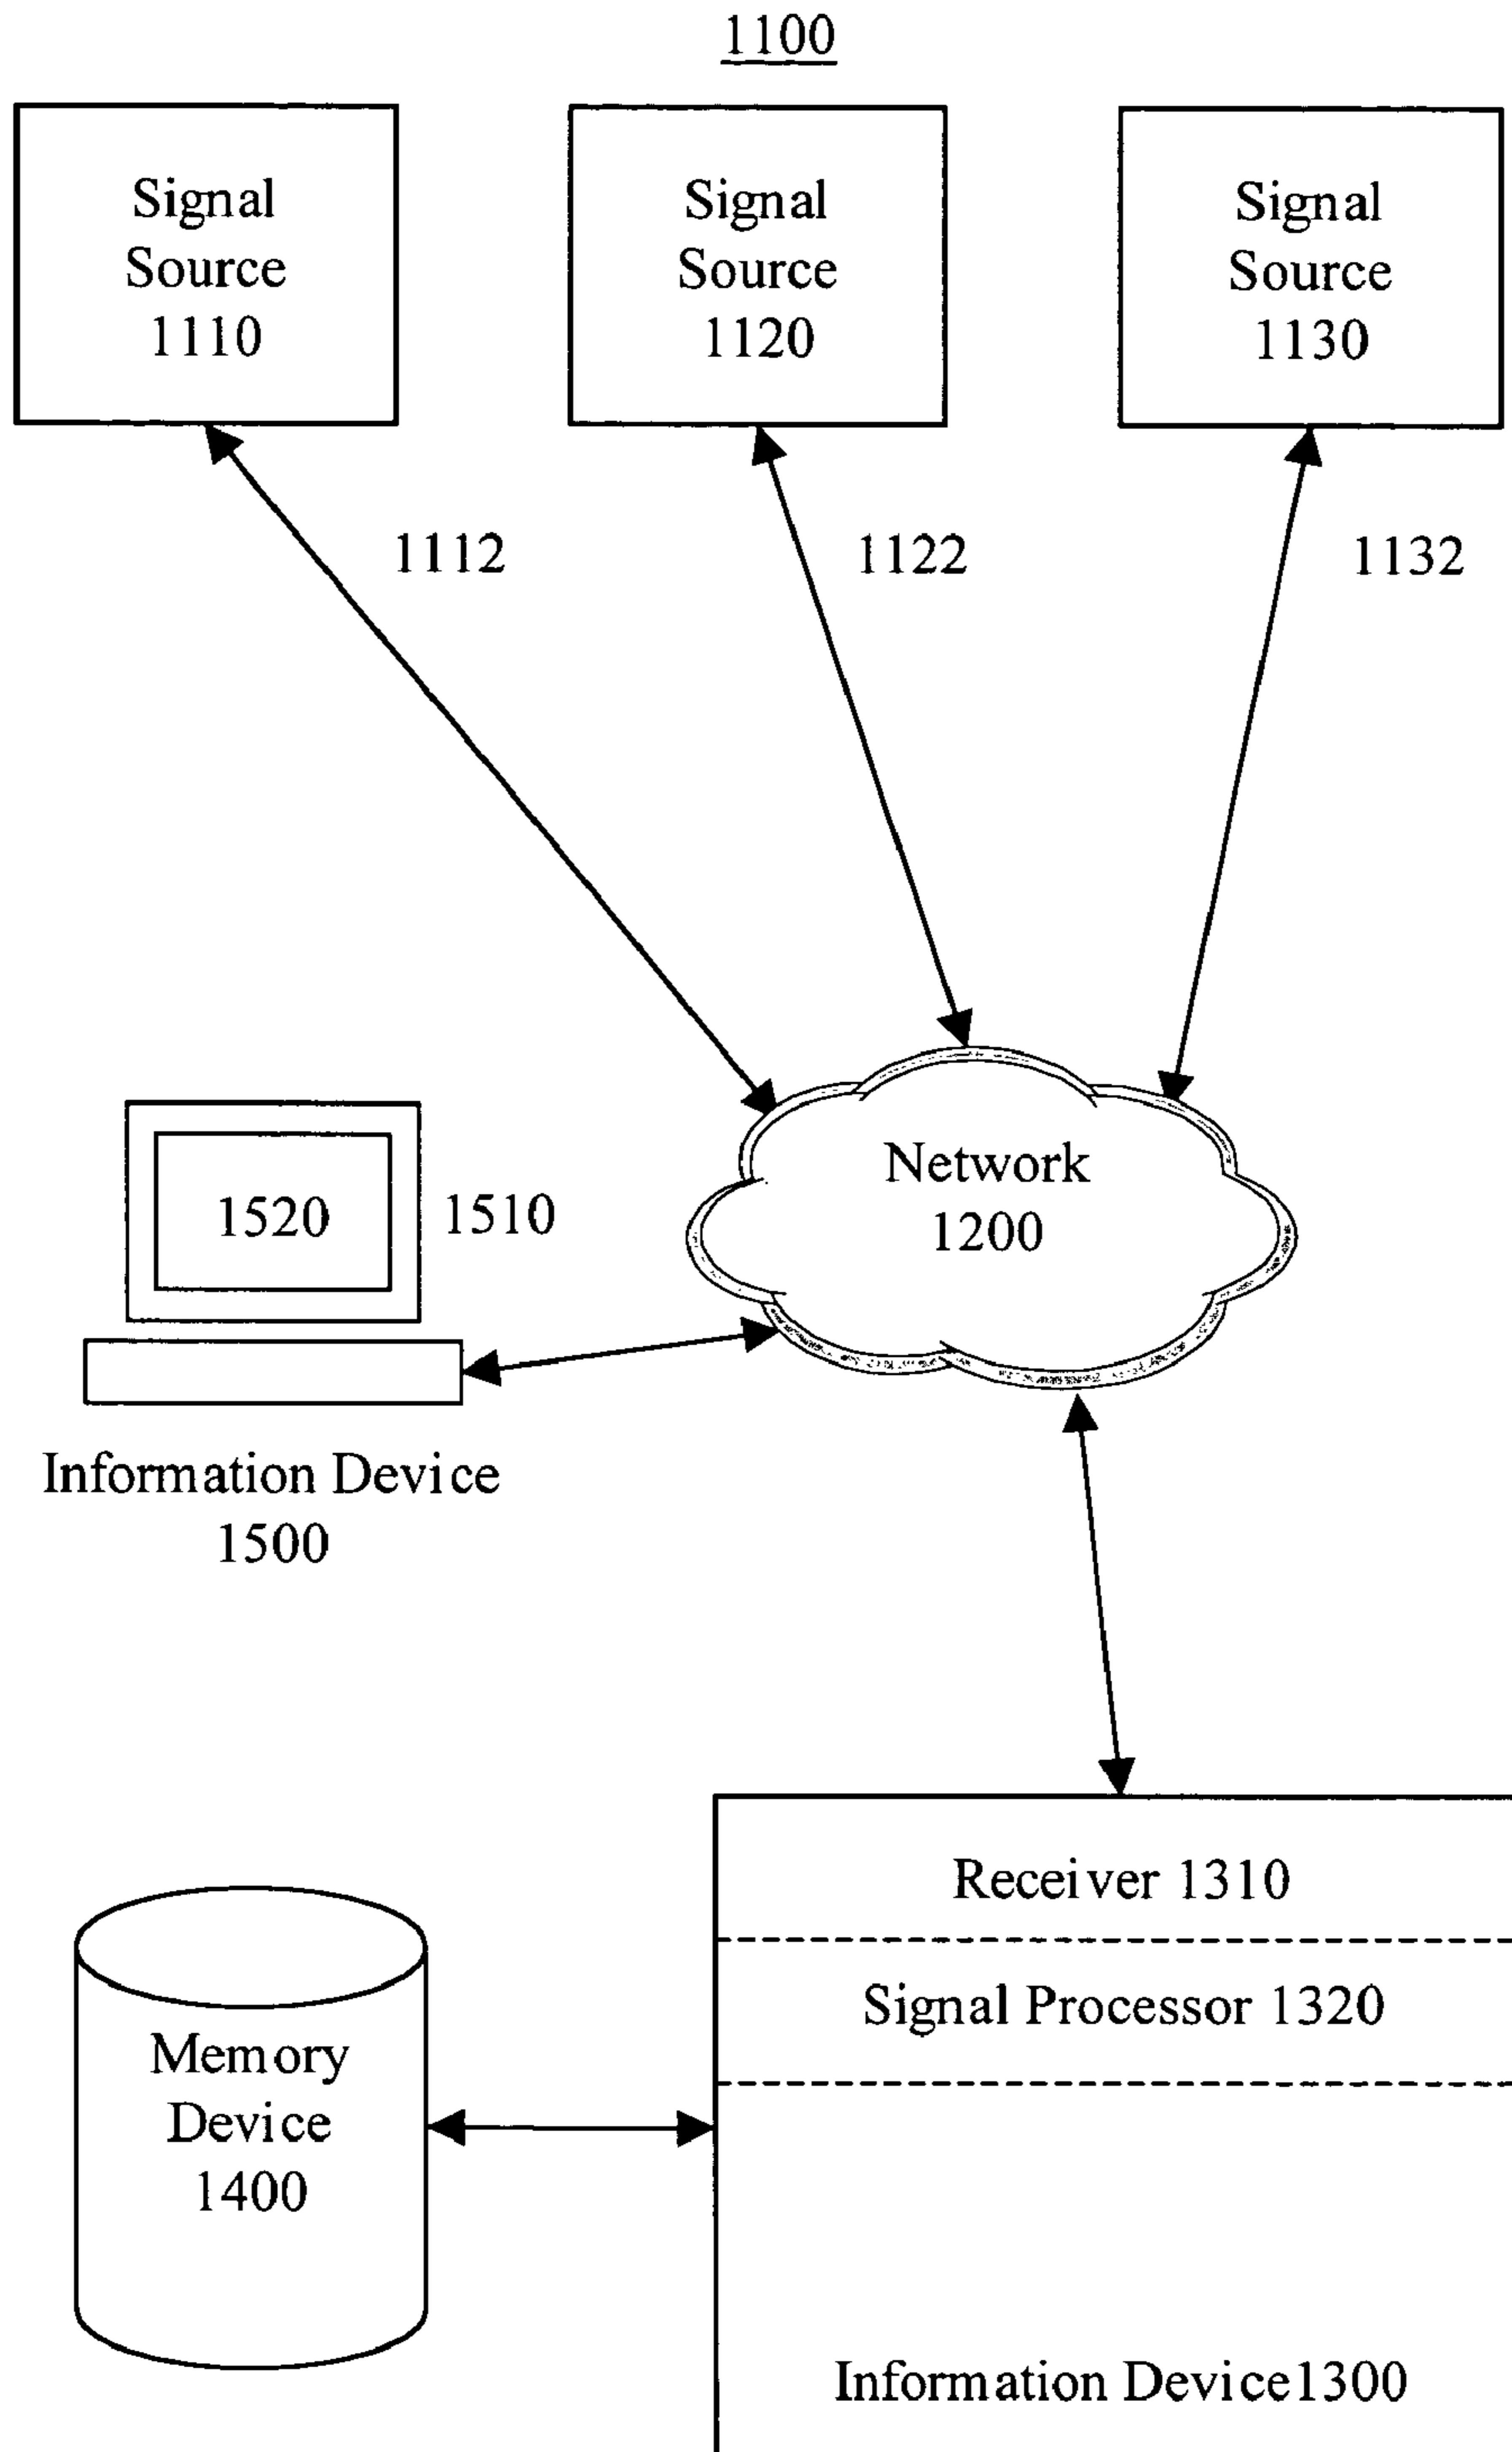 1100
Signal
Source
1110
Signal
Source
1120
Signal
Source
1130
1112
1122
1132
Network
1200
1520
1510
Information Device
1500
Receiver 1310
Signal Processor 1320
Memory
Device
1400
Information Device1300